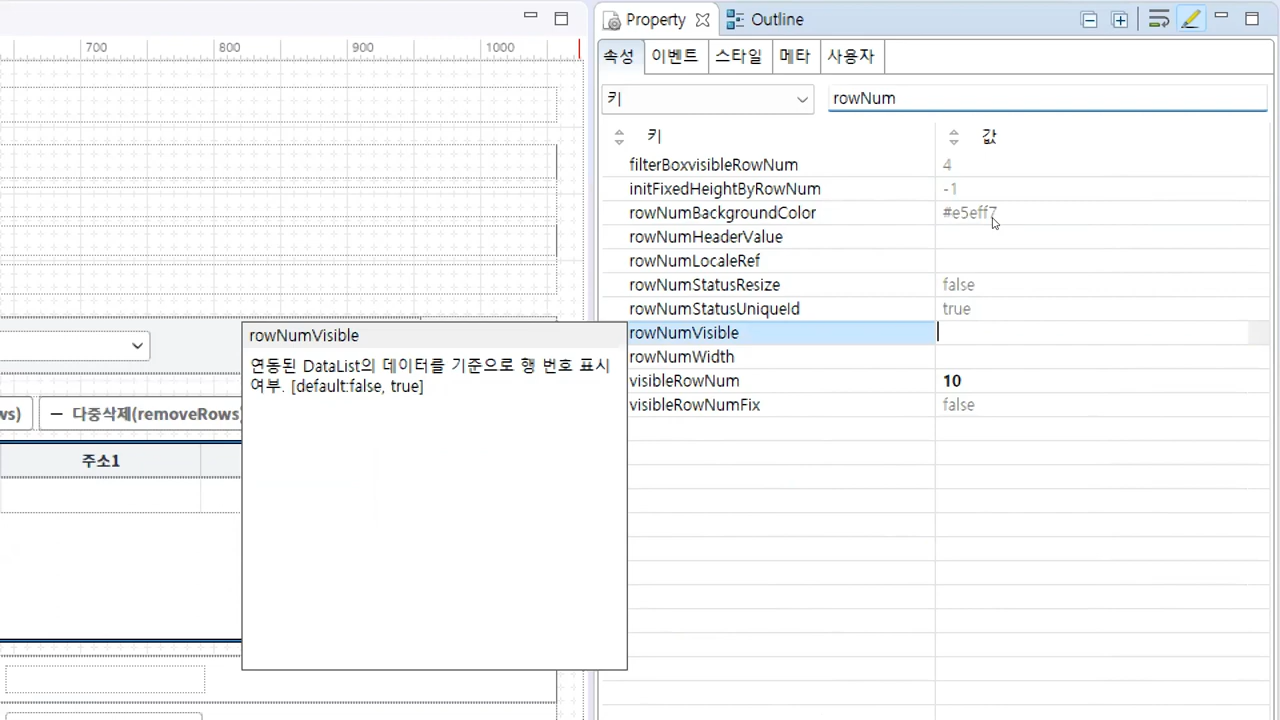 Property
Outline
700
800
900
1000
속성 이벤트 스타일 메타 사용자
키
rowNum
키 값
filterBoxvisibleRowNum 4
initFixedHeightByRowNum -1
rowNumBackgroundColor #e5eff7
rowNumHeaderValue
rowNumLocaleRef
rowNumStatusResize false
rowNumStatusUniqueId true
rowNumVisible
rowNumWidth
visibleRowNum 10
visibleRowNumFix false
rowNumVisible
연동된 DataList의 데이터를 기준으로 행 번호 표시
여부. [default:false, true]
ws)
다중삭제(removeRows)
주소1